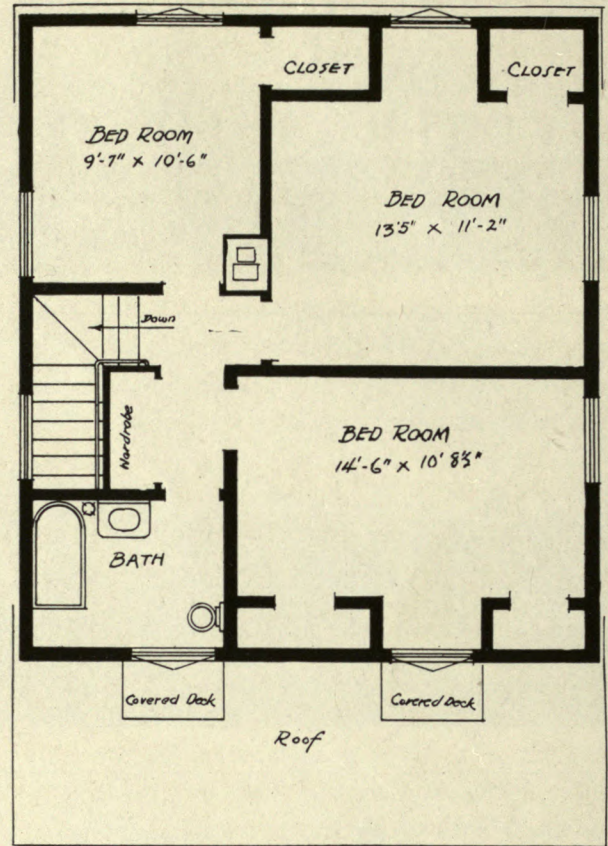 CLOSET
CLOSET
BED ROOM
9'-7" x 10'-6"
BED ROOM
13'5" x 11'-2"
Down
Wardrobe
BED ROOM
14'-6" x 10' 8½"
BATH
Covered Deck
Covered Deck
Roof